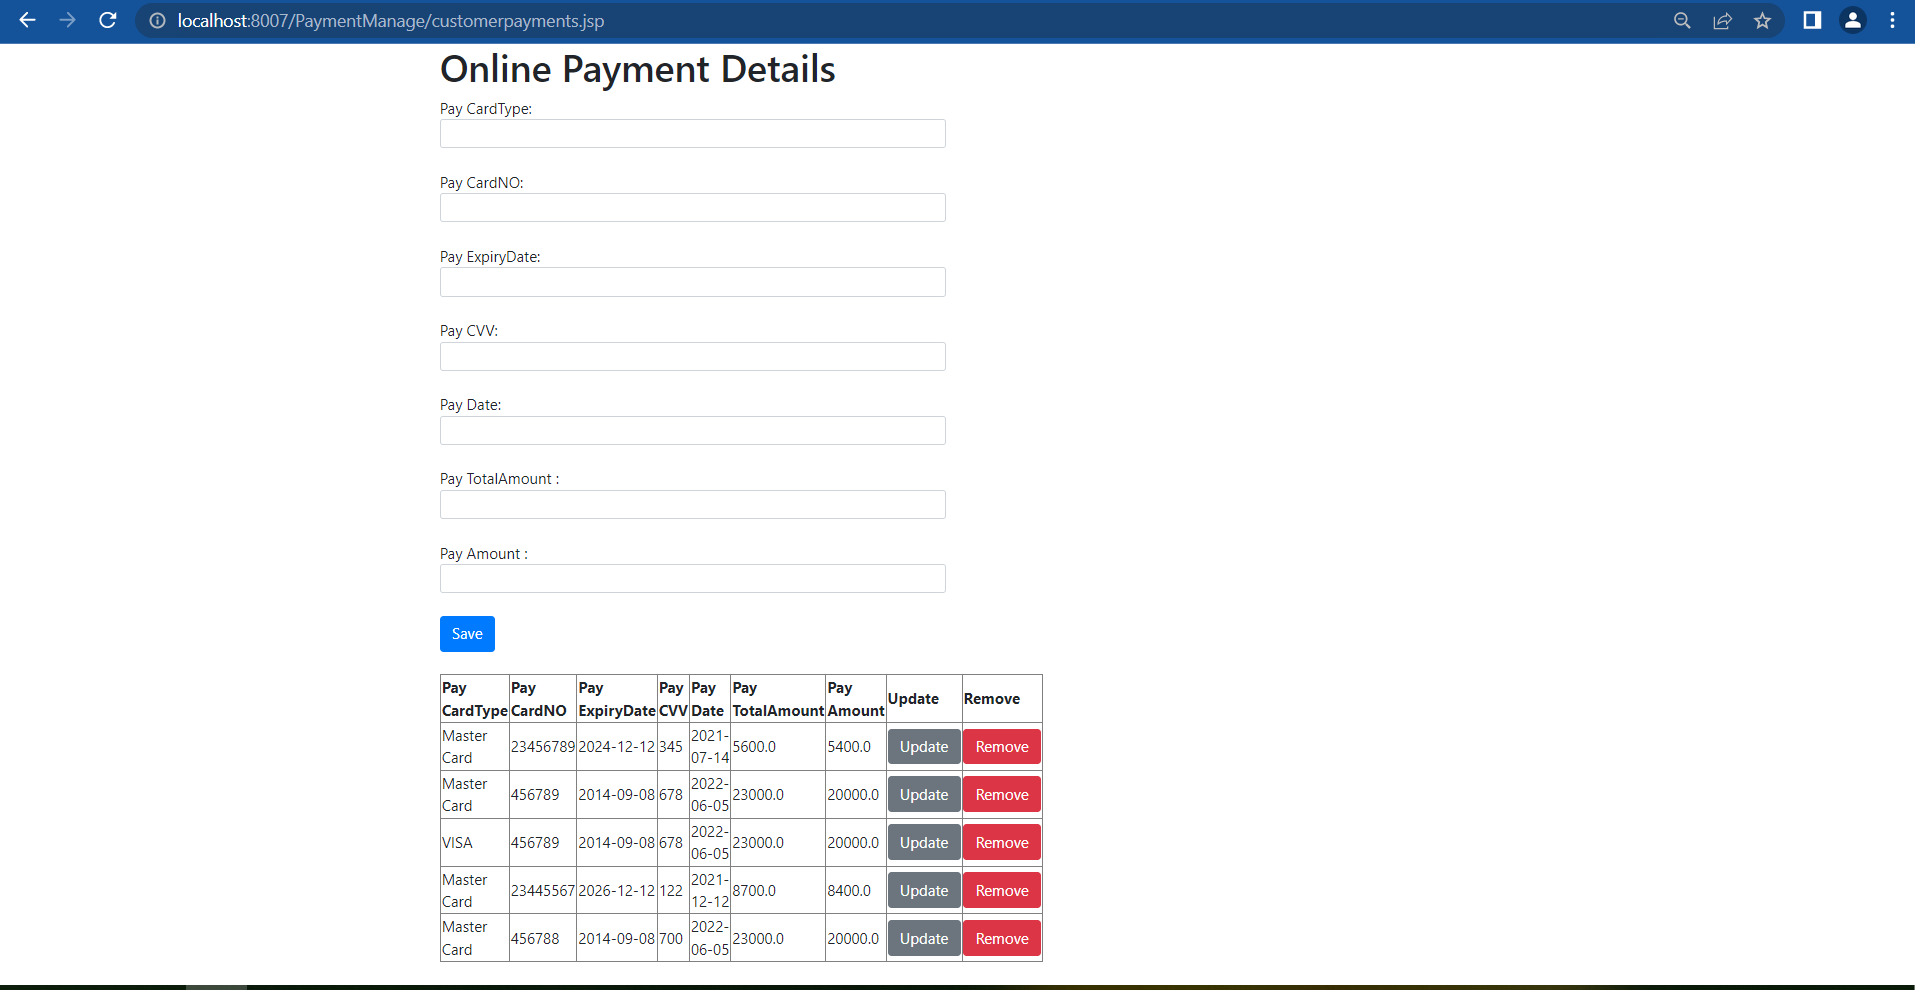 localhost:8007/PaymentManage/customerpayments.jsp
Online Payment Details
Pay CardType:
Pay CardNO:
Pay ExpiryDate:
Pay CVV:
Pay Date:
Pay TotalAmount :
Pay Amount :
Save
Pay CardType Pay CardNO Pay ExpiryDate Pay CVV Pay Date Pay TotalAmount Pay Amount Update Remove
Master Card 23456789 2024-12-12 345 2021-07-14 5600.0 5400.0 Update Remove
Master Card 456789 2014-09-08 678 2022-06-05 23000.0 20000.0 Update Remove
VISA 456789 2014-09-08 678 2022-06-05 23000.0 20000.0 Update Remove
Master Card 23445567 2026-12-12 122 2021-12-12 8700.0 8400.0 Update Remove
Master Card 456788 2014-09-08 700 2022-06-05 23000.0 20000.0 Update Remove